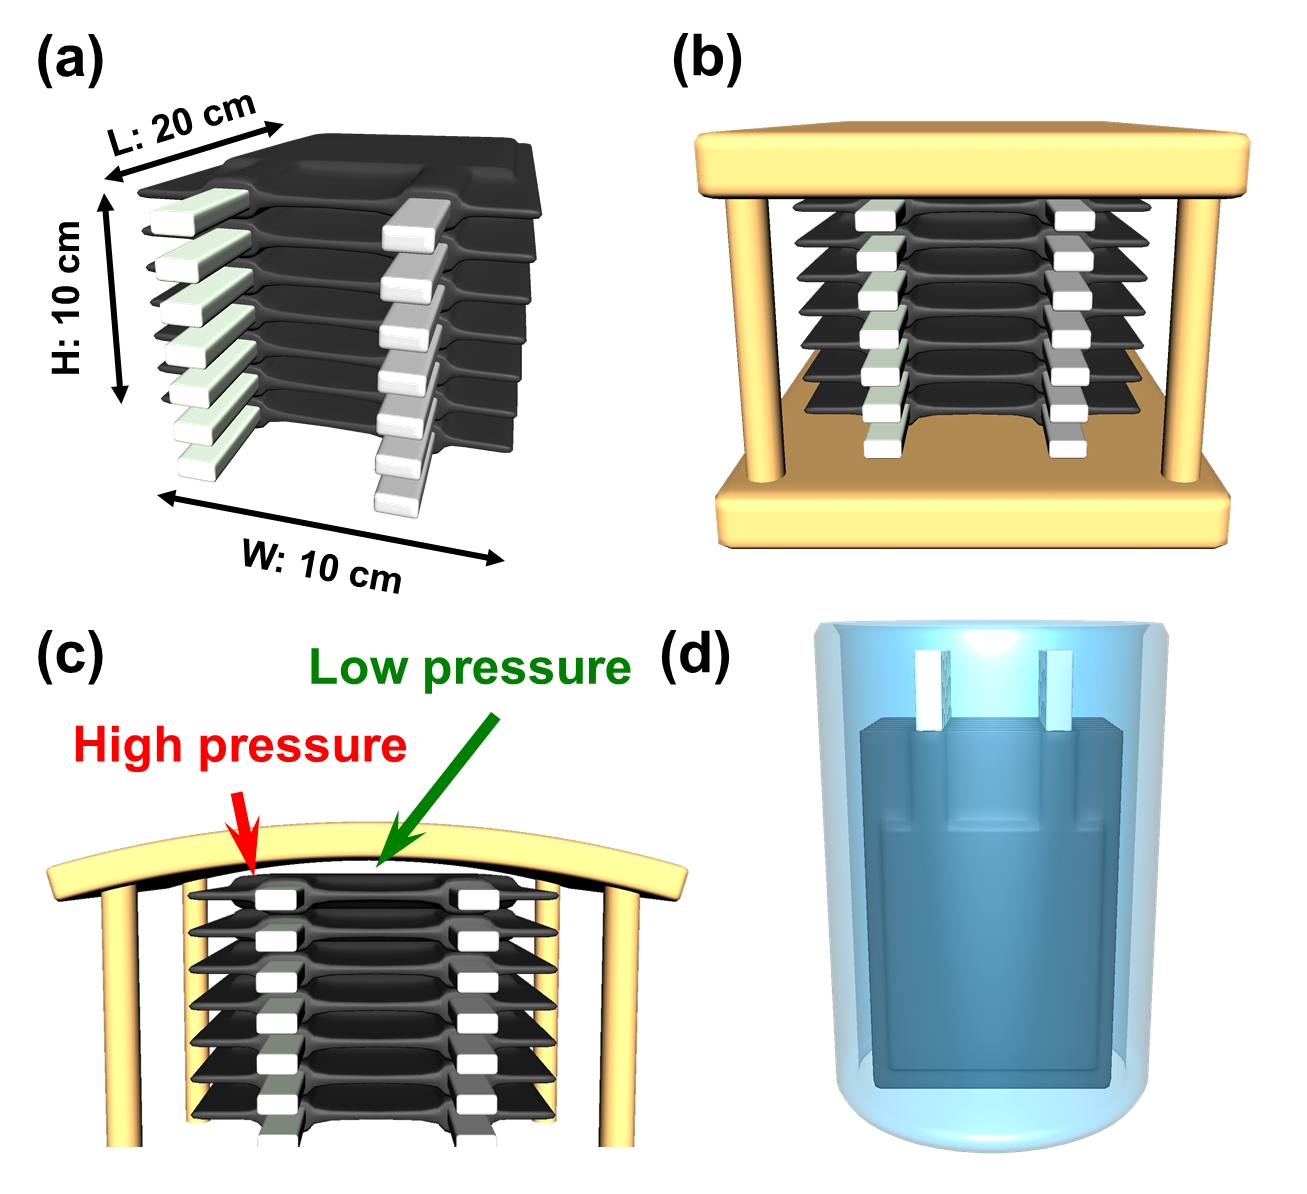 (a)
L: 20 cm
H: 10 cm
W: 10 cm
(b)
(c)
Low pressure
High pressure
(d)